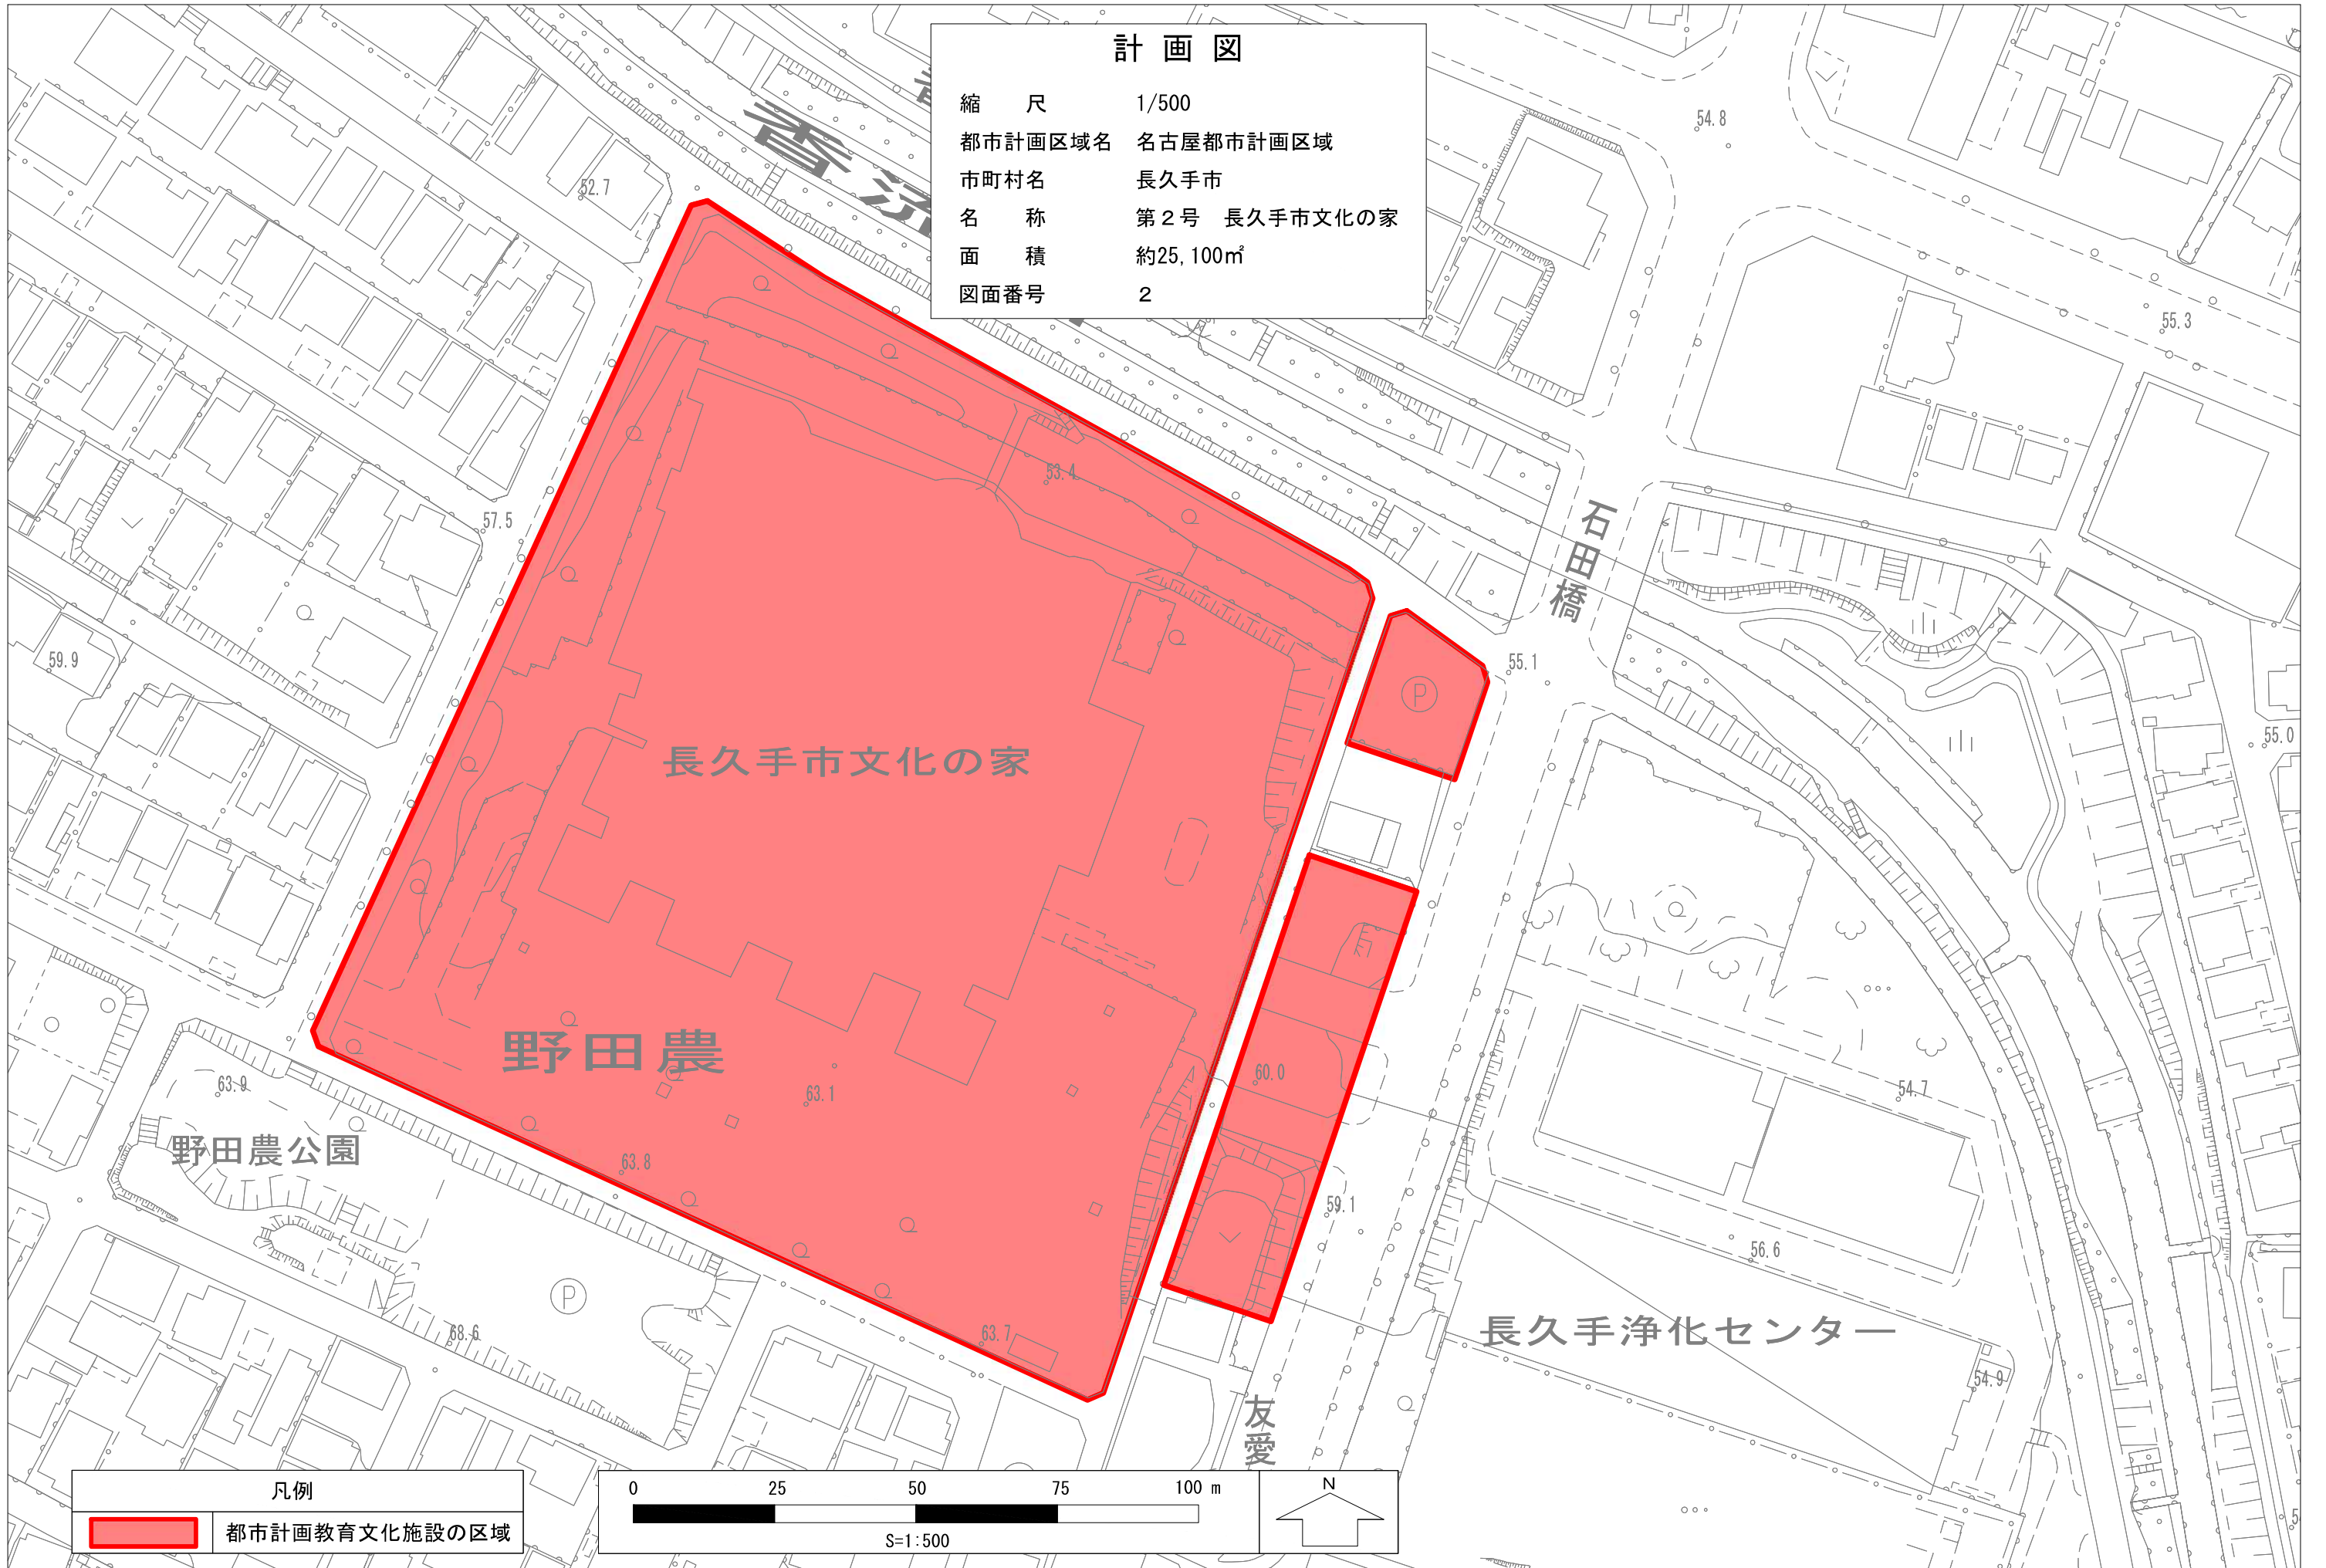 計画図
縮尺 1/500
都市計画区域名 名古屋都市計画区域
市町村名 長久手市
名称 第2号 長久手市文化の家
面積 約25,100㎡
図面番号 2
香流
54.8
52.7
55.3
53.4
57.5
石田橋
59.9
55.1
P
55.0
長久手市文化の家
野田農
60.0
63.9
63.1
54.7
野田農公園
63.8
59.1
56.6
P
68.6
63.7
長久手浄化センター
54.9
友愛
凡例
都市計画教育文化施設の区域
0 25 50 75 100 m
S=1:500
N